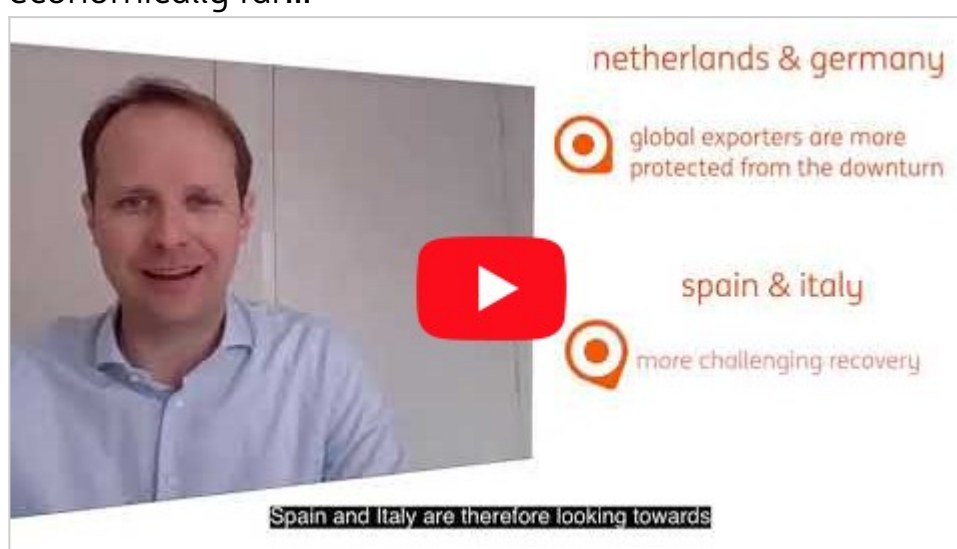 netherlands & germany
global exporters are more
protected from the downturn
spain & italy
more challenging recovery
Spain and Italy are therefore looking towards